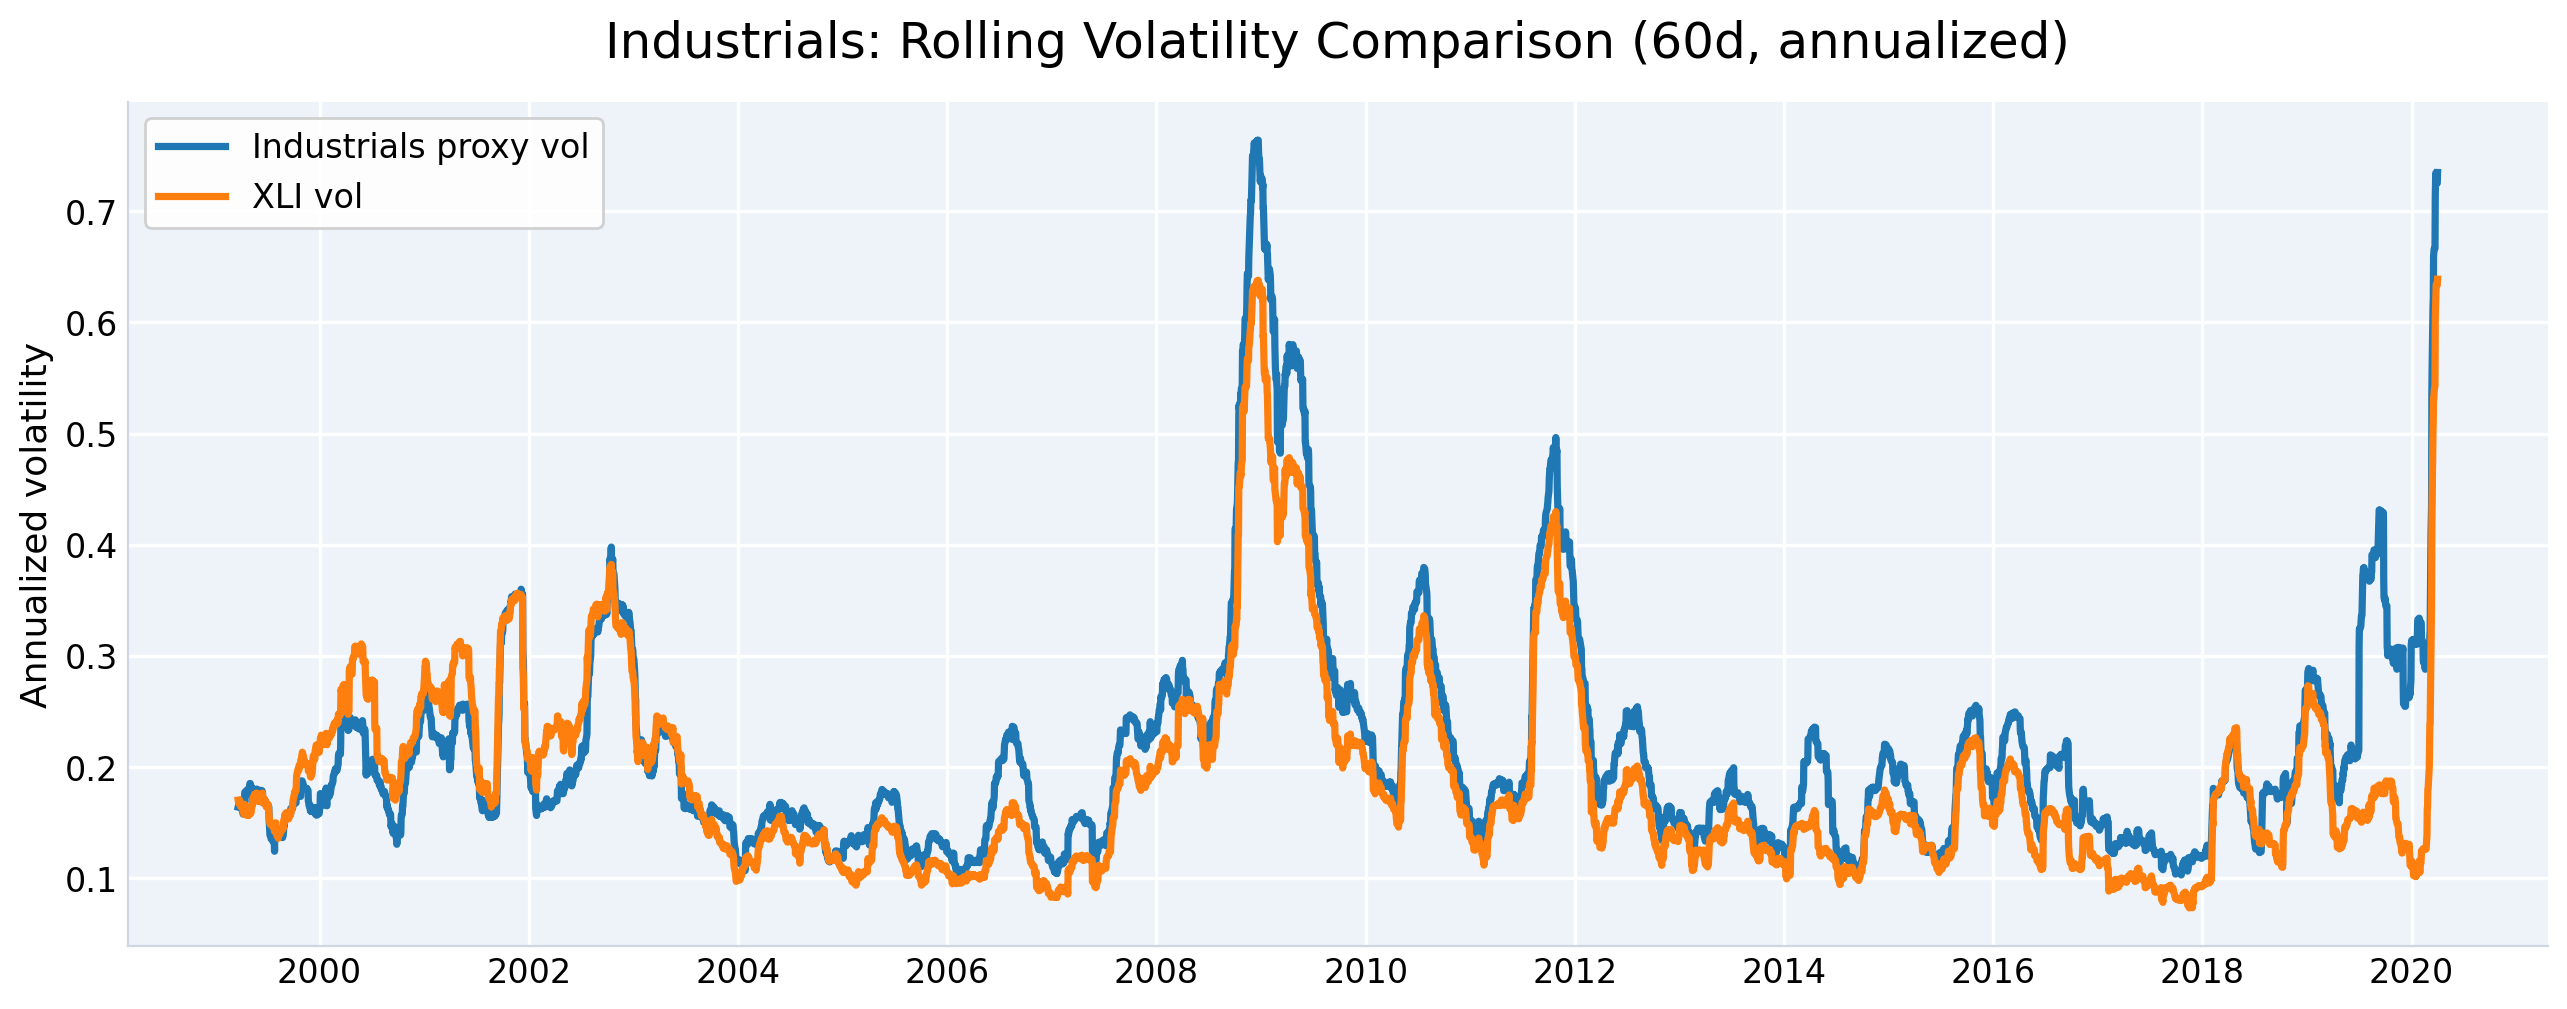 Industrials: Rolling Volatility Comparison (60d, annualized)
Industrials proxy vol
XLI vol
Annualized volatility
0.7
0.6
0.5
0.4
0.3
0.2
0.1
2000 2002 2004 2006 2008 2010 2012 2014 2016 2018 2020